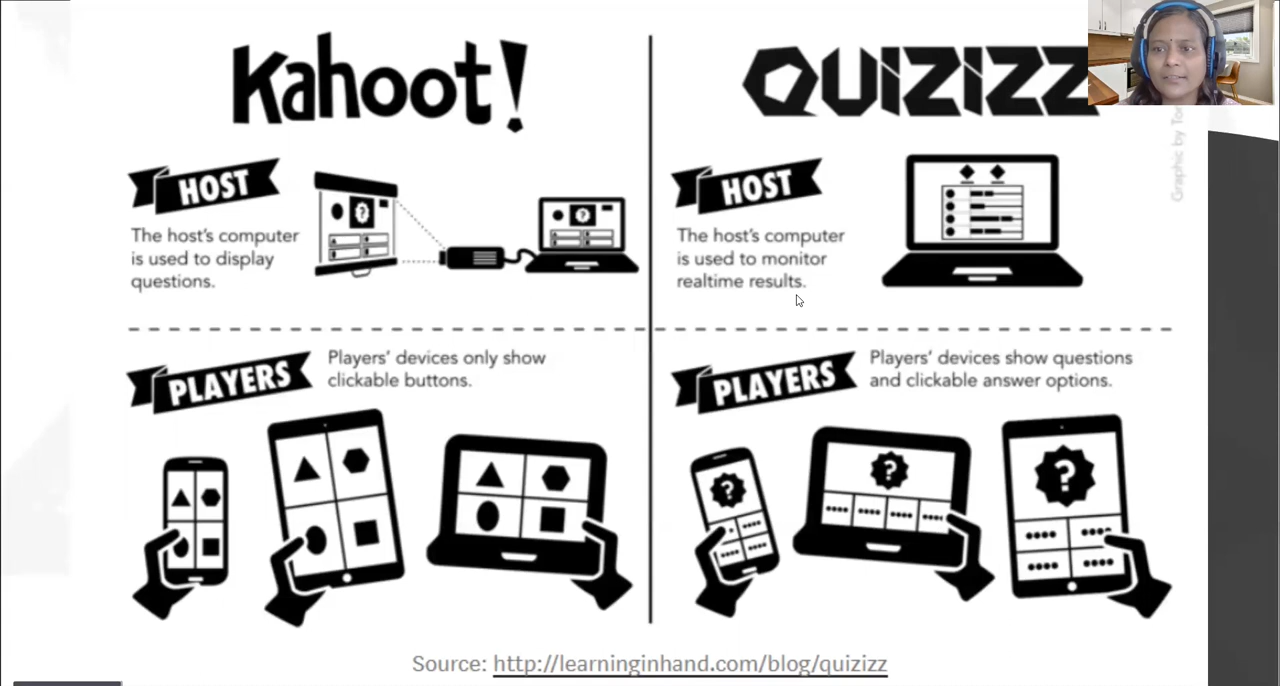 Kahoot!
HOST
The host's computer
is used to display
questions.
PLAYERS
Players' devices only show
clickable buttons.
QUIZIZZ
HOST
The host's computer
is used to monitor
realtime results.
PLAYERS
Players' devices show questions
and clickable answer options.
Graphic by
Source: http://learninginhand.com/blog/quizizz